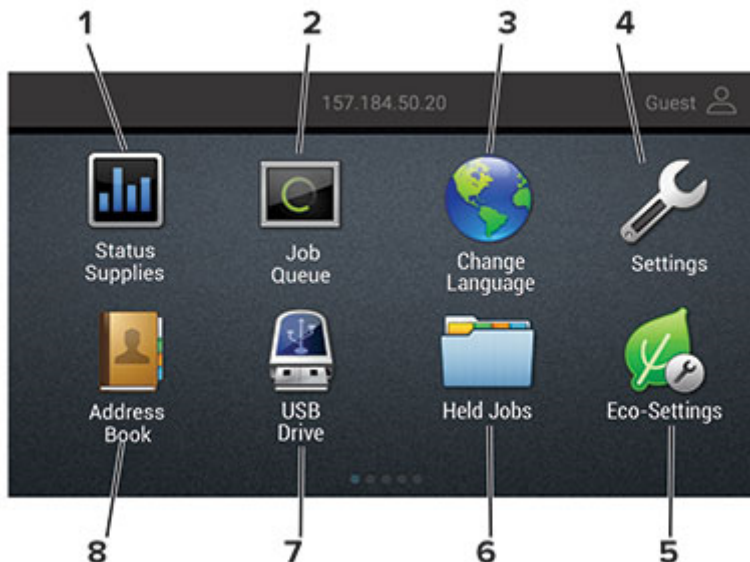 1 2 3 4
157.184.50.20 Guest
Status Supplies
Job Queue
Change Language
Settings
Address Book
USB Drive
Held Jobs
Eco-Settings
8 7 6 5